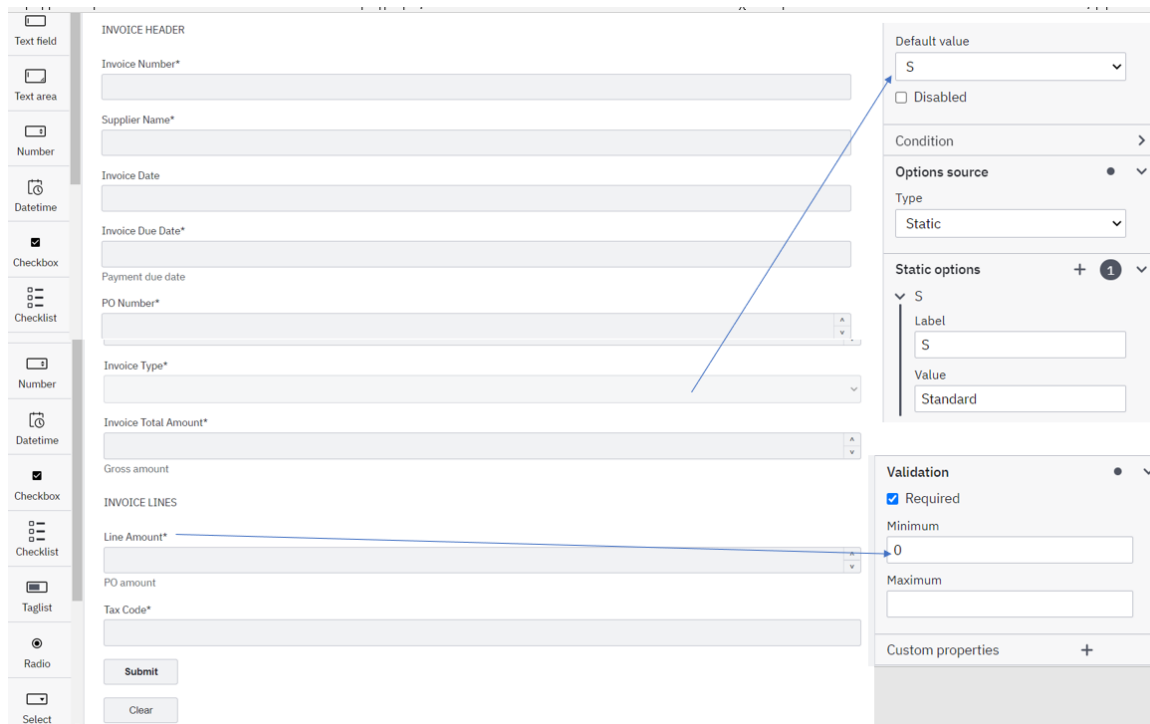 Text field
Text area
Number
Datetime
Checkbox
Checklist
Number
Datetime
Checkbox
Checklist
Taglist
Radio
Select
INVOICE HEADER
Invoice Number*
Supplier Name*
Invoice Date
Invoice Due Date*
Payment due date
PO Number*
Invoice Type*
Invoice Total Amount*
Gross amount
INVOICE LINES
Line Amount*
PO amount
Tax Code*
Submit
Clear
Default value
S
Disabled
Condition
Options source
Type
Static
Static options
1
S
Label
S
Value
Standard
Validation
Required
Minimum
0
Maximum
Custom properties